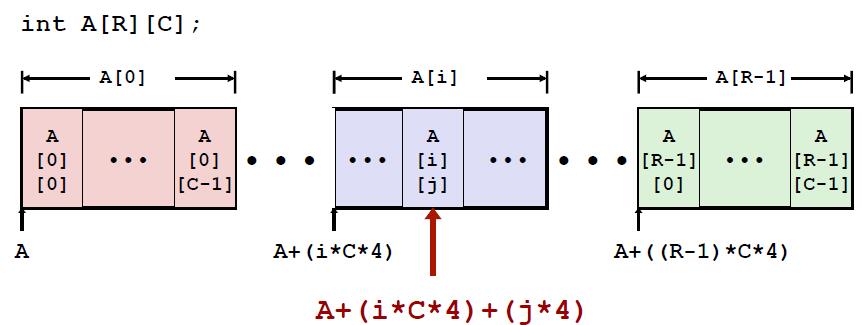 int A[R][C];
A[0] A[i] A[R-1]
A A A A A
[0] • • • [0] • • • • • • [i] • • • • • • [R-1] • • • [R-1]
[0] [C-1] [j] [0] [C-1]
A A+(i*C*4) A+((R-1)*C*4)
A+(i*C*4)+(j*4)